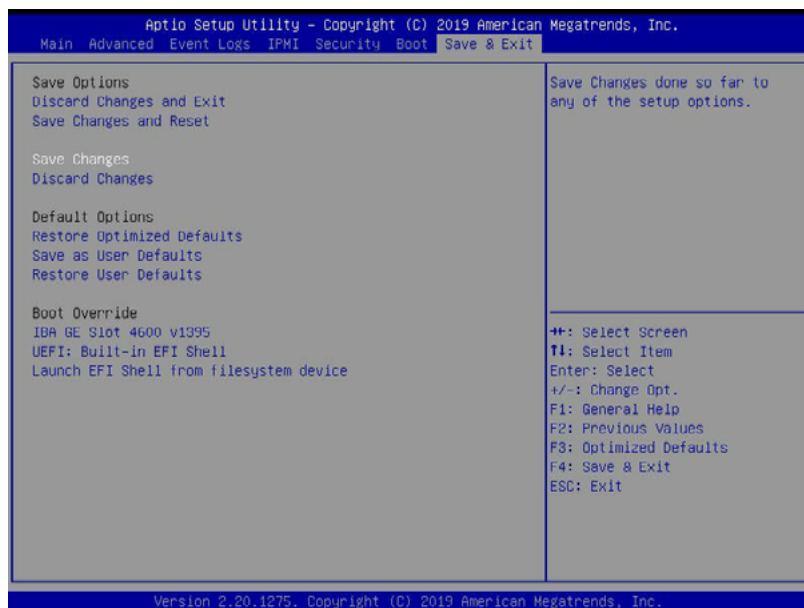 Aptio Setup Utility – Copyright (C) 2019 American Megatrends, Inc.
Main Advanced Event Logs IPMI Security Boot Save & Exit
Save Options
Discard Changes and Exit
Save Changes and Reset
Save Changes
Discard Changes
Default Options
Restore Optimized Defaults
Save as User Defaults
Restore User Defaults
Boot Override
IBA GE Slot 4600 v1395
UEFI: Built-in EFI Shell
Launch EFI Shell from filesystem device
Save Changes done so far to
any of the setup options.
→←: Select Screen
↑↓: Select Item
Enter: Select
+/-: Change Opt.
F1: General Help
F2: Previous Values
F3: Optimized Defaults
F4: Save & Exit
ESC: Exit
Version 2.20.1275. Copyright (C) 2019 American Megatrends, Inc.